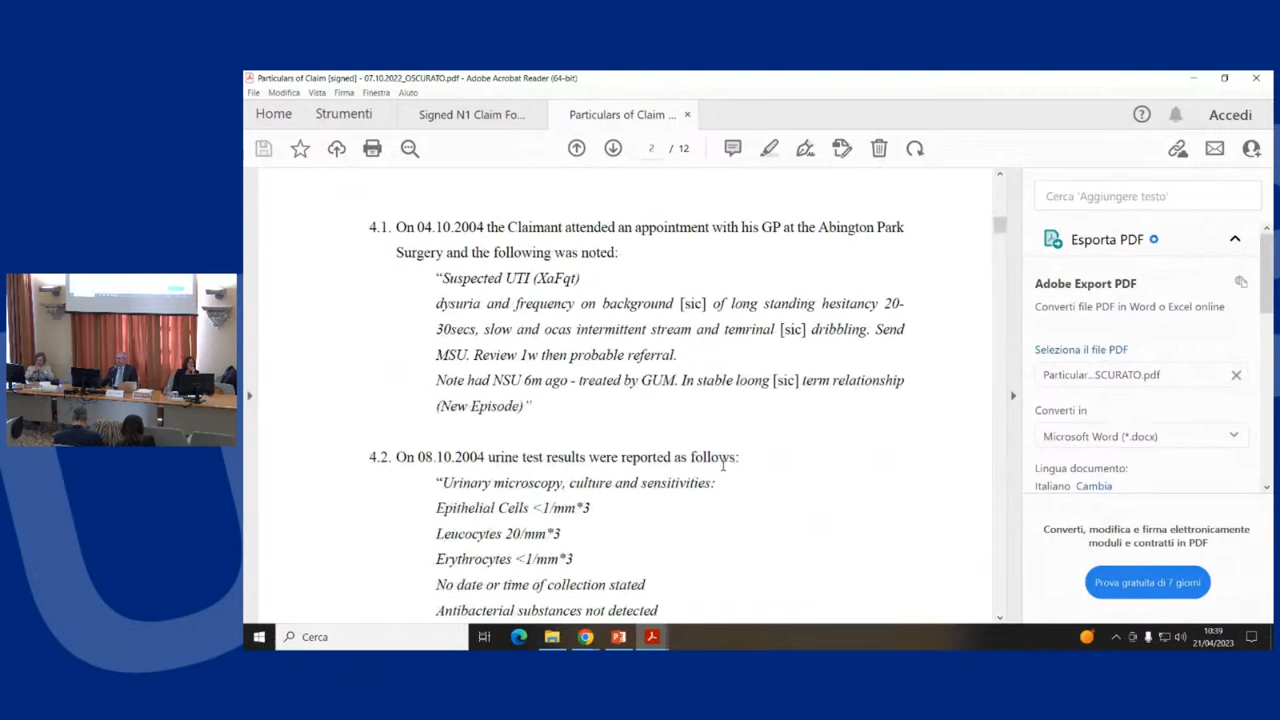 Particulars of Claim [signed] - 07.10.2022_OSCURATO.pdf - Adobe Acrobat Reader (64-bit)
File Modifica Vista Firma Finestra Aiuto
Home Strumenti Signed N1 Claim Fo... Particulars of Claim ... × Accedi
2 / 12
4.1. On 04.10.2004 the Claimant attended an appointment with his GP at the Abington Park
Surgery and the following was noted:
“Suspected UTI (XaFqt)
dysuria and frequency on background [sic] of long standing hesitancy 20-
30secs, slow and ocas intermittent stream and temrinal [sic] dribbling. Send
MSU. Review 1w then probable referral.
Note had NSU 6m ago - treated by GUM. In stable loong [sic] term relationship
(New Episode)”
4.2. On 08.10.2004 urine test results were reported as follows:
“Urinary microscopy, culture and sensitivities:
Epithelial Cells <1/mm*3
Leucocytes 20/mm*3
Erythrocytes <1/mm*3
No date or time of collection stated
Antibacterial substances not detected
Cerca 'Aggiungere testo'
Esporta PDF
Adobe Export PDF
Converti file PDF in Word o Excel online
Seleziona il file PDF
Particular...SCURATO.pdf
Converti in
Microsoft Word (*.docx)
Lingua documento:
Italiano Cambia
Converti, modifica e firma elettronicamente
moduli e contratti in PDF
Prova gratuita di 7 giorni
Cerca
10:39
21/04/2023